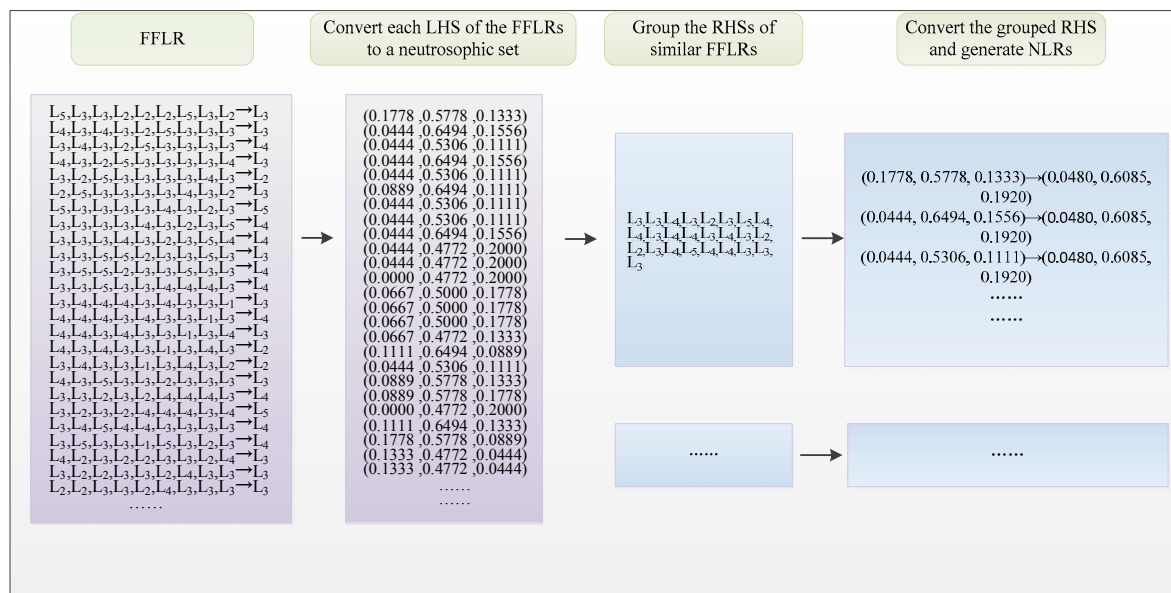 FFLR
Convert each LHS of the FFLRs
to a neutrosophic set
Group the RHSs of
similar FFLRs
Convert the grouped RHS
and generate NLRs
L₅,L₃,L₃,L₂,L₂,L₂,L₅,L₃,L₂→L₃
L₄,L₃,L₄,L₃,L₂,L₅,L₃,L₃,L₃→L₃
L₃,L₄,L₃,L₂,L₅,L₃,L₃,L₃,L₃→L₄
L₄,L₃,L₂,L₅,L₃,L₃,L₃,L₃,L₄→L₃
L₃,L₂,L₅,L₃,L₃,L₃,L₃,L₄,L₃→L₂
L₂,L₅,L₃,L₃,L₃,L₃,L₄,L₃,L₂→L₃
L₅,L₃,L₃,L₃,L₃,L₄,L₃,L₂,L₃→L₅
L₃,L₃,L₃,L₃,L₄,L₃,L₂,L₃,L₅→L₄
L₃,L₃,L₃,L₄,L₃,L₂,L₃,L₅,L₄→L₄
L₃,L₃,L₅,L₅,L₂,L₃,L₃,L₃,L₅→L₃
L₃,L₅,L₅,L₂,L₃,L₃,L₃,L₅,L₃→L₄
L₃,L₃,L₅,L₃,L₃,L₄,L₄,L₃,L₅→L₃
L₃,L₄,L₄,L₄,L₃,L₄,L₃,L₃,L₁→L₃
L₄,L₄,L₄,L₃,L₄,L₃,L₃,L₁,L₃→L₃
L₄,L₄,L₃,L₄,L₃,L₃,L₁,L₃,L₃→L₄
L₄,L₃,L₄,L₃,L₃,L₁,L₃,L₃,L₄→L₂
L₃,L₄,L₃,L₃,L₁,L₃,L₄,L₃,L₂→L₂
L₄,L₃,L₅,L₃,L₃,L₂,L₃,L₄,L₃→L₃
L₃,L₃,L₂,L₃,L₂,L₄,L₄,L₄,L₃→L₄
L₃,L₂,L₃,L₂,L₄,L₄,L₄,L₃,L₄→L₅
L₃,L₄,L₅,L₄,L₄,L₃,L₃,L₃,L₃→L₄
L₃,L₅,L₃,L₃,L₁,L₅,L₃,L₂,L₃→L₄
L₄,L₂,L₂,L₃,L₃,L₂,L₂,L₄,L₃→L₃
L₃,L₂,L₂,L₃,L₃,L₂,L₄,L₃,L₃→L₃
L₂,L₂,L₃,L₃,L₂,L₄,L₃,L₃,L₃→L₃
……
(0.1778 ,0.5778 ,0.1333)
(0.0444 ,0.6494 ,0.1556)
(0.0444 ,0.5306 ,0.1111)
(0.0444 ,0.6494 ,0.1556)
(0.0444 ,0.5306 ,0.1111)
(0.0889 ,0.6494 ,0.1111)
(0.0444 ,0.5306 ,0.1111)
(0.0444 ,0.5306 ,0.1111)
(0.0444 ,0.6494 ,0.1556)
(0.0444 ,0.4772 ,0.2000)
(0.0444 ,0.4772 ,0.2000)
(0.0000 ,0.4772 ,0.2000)
(0.0667 ,0.5000 ,0.1778)
(0.0667 ,0.5000 ,0.1778)
(0.0667 ,0.5000 ,0.1778)
(0.0667 ,0.4772 ,0.1333)
(0.1111 ,0.6494 ,0.0889)
(0.0444 ,0.5306 ,0.1111)
(0.0889 ,0.5778 ,0.1333)
(0.0889 ,0.5778 ,0.1778)
(0.0000 ,0.4772 ,0.2000)
(0.1111 ,0.6494 ,0.1333)
(0.1778 ,0.5778 ,0.0889)
(0.1333 ,0.4772 ,0.0444)
(0.1333 ,0.4772 ,0.0444)
……
……
L₃,L₃,L₄,L₃,L₂,L₃,L₅,L₄,
L₄,L₃,L₄,L₄,L₃,L₄,L₃,L₂,
L₂,L₃,L₄,L₅,L₄,L₄,L₃,L₃,
L₃
(0.1778, 0.5778, 0.1333)→(0.0480, 0.6085,
0.1920)
(0.0444, 0.6494, 0.1556)→(0.0480, 0.6085,
0.1920)
(0.0444, 0.5306, 0.1111)→(0.0480, 0.6085,
0.1920)
……
……
……
……